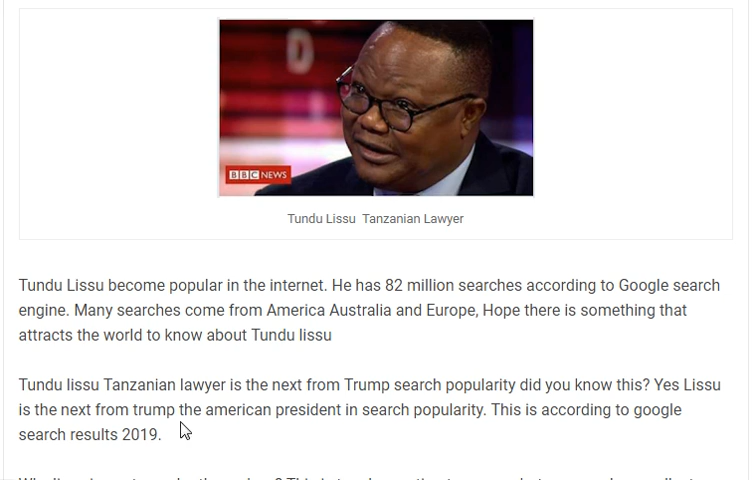 BBC NEWS
Tundu Lissu Tanzanian Lawyer
Tundu Lissu become popular in the internet. He has 82 million searches according to Google search
engine. Many searches come from America Australia and Europe, Hope there is something that
attracts the world to know about Tundu lissu
Tundu lissu Tanzanian lawyer is the next from Trump search popularity did you know this? Yes Lissu
is the next from trump the american president in search popularity. This is according to google
search results 2019.